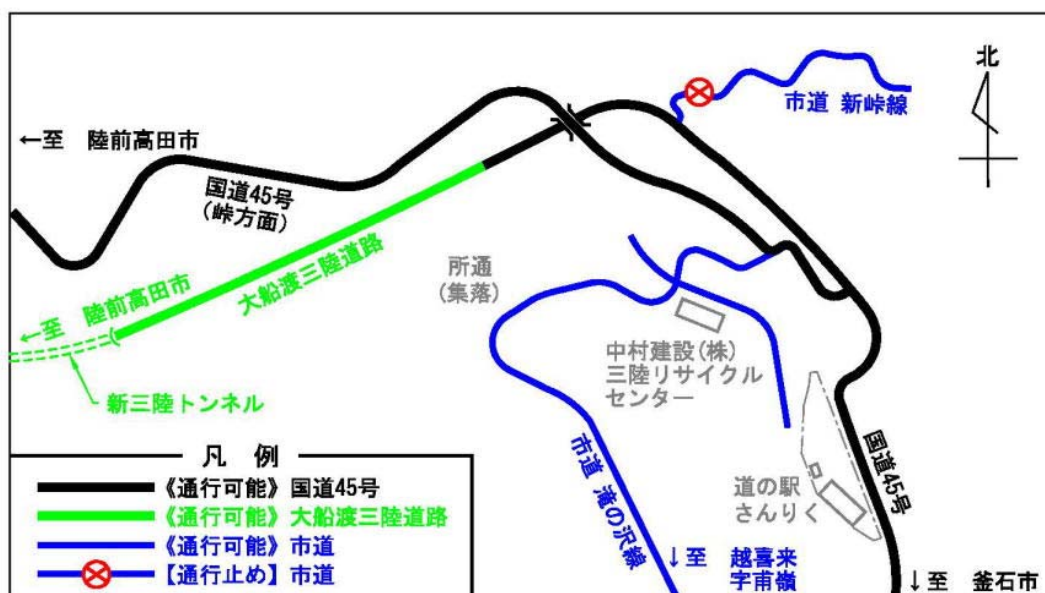 北
市道 新峠線
←至 陸前高田市
国道45号
(峠方面)
大船渡三陸道路
←至 陸前高田市
新三陸トンネル
所通
(集落)
中村建設(株)
三陸リサイクル
センター
市道 滝の沢線
道の駅
さんりく
国道45号
↓至 越喜来
字甫嶺
↓至 釜石市
凡 例
《通行可能》国道45号
《通行可能》大船渡三陸道路
《通行可能》市道
【通行止め】市道